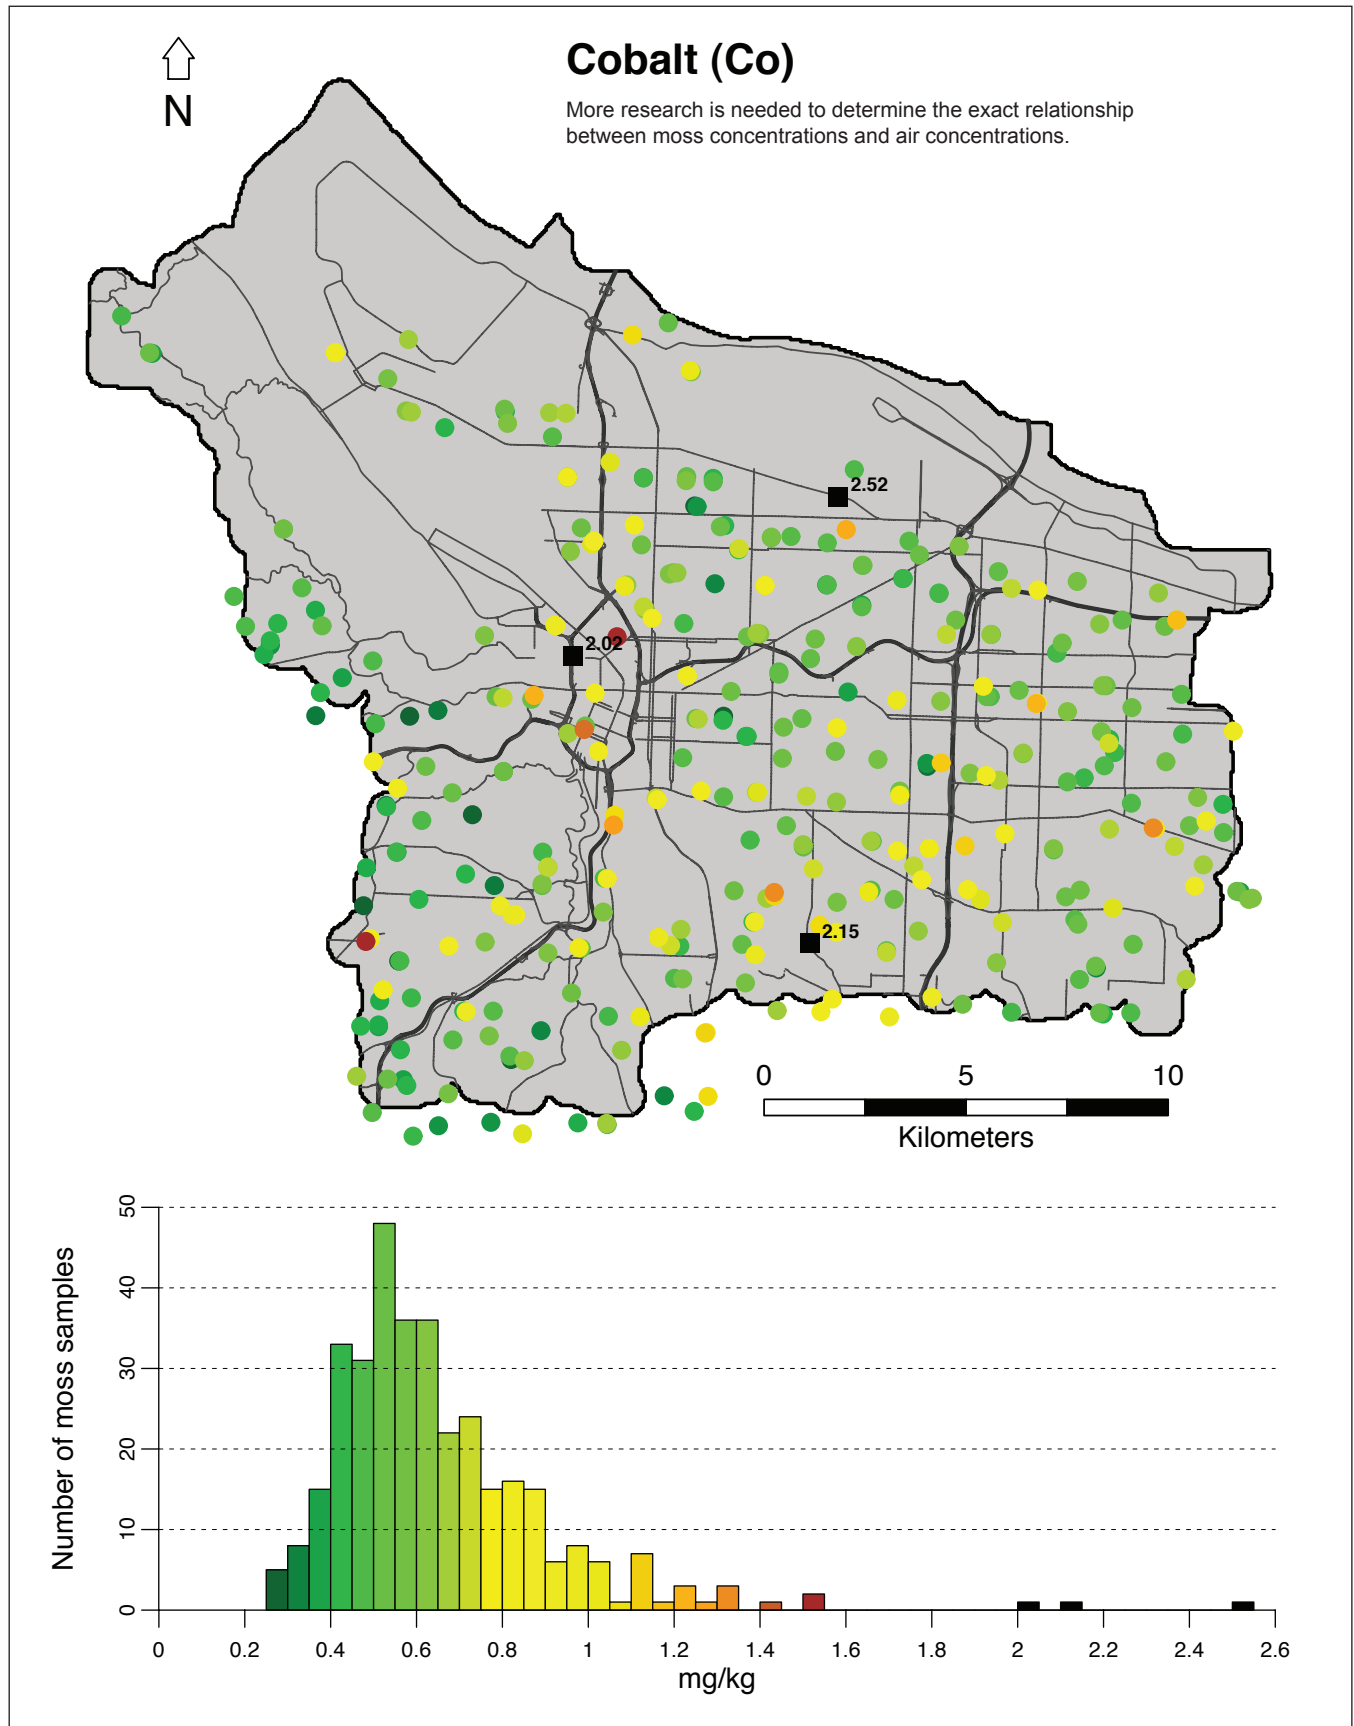 Cobalt (Co)
More research is needed to determine the exact relationship
between moss concentrations and air concentrations.
N
2.52
2.02
2.15
0 5 10
Kilometers
Number of moss samples
50
40
30
20
10
0
0 0.2 0.4 0.6 0.8 1 1.2 1.4 1.6 1.8 2 2.2 2.4 2.6
mg/kg